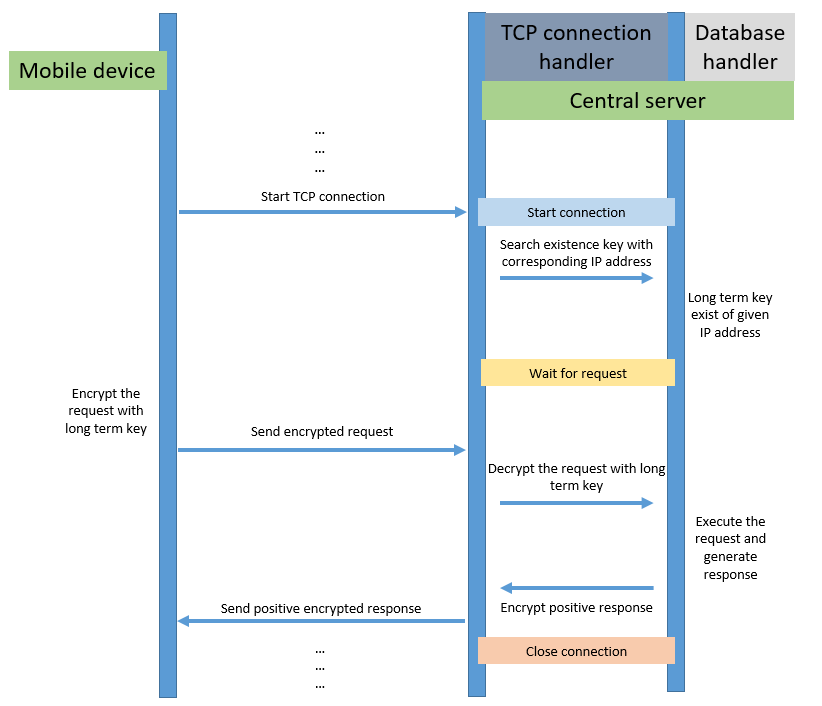 TCP connection
handler
Database
handler
Mobile device
Central server
...
...
...
Start TCP connection
Start connection
Search existence key with
corresponding IP address
Long term key
exist of given
IP address
Wait for request
Encrypt the
request with
long term key
Send encrypted request
Decrypt the request with long
term key
Execute the
request and
generate
response
Encrypt positive response
Send positive encrypted response
Close connection
...
...
...